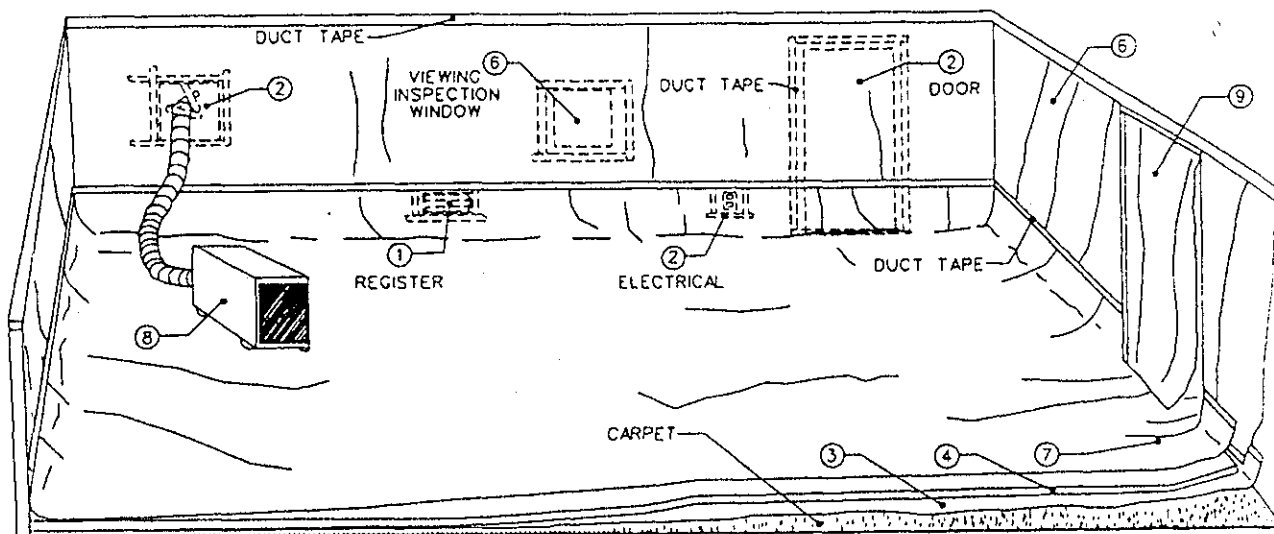 DUCT TAPE
6
2
VIEWING
INSPECTION
WINDOW
6
DUCT TAPE
2
DOOR
9
1
REGISTER
2
ELECTRICAL
DUCT TAPE
8
CARPET
3
4
7